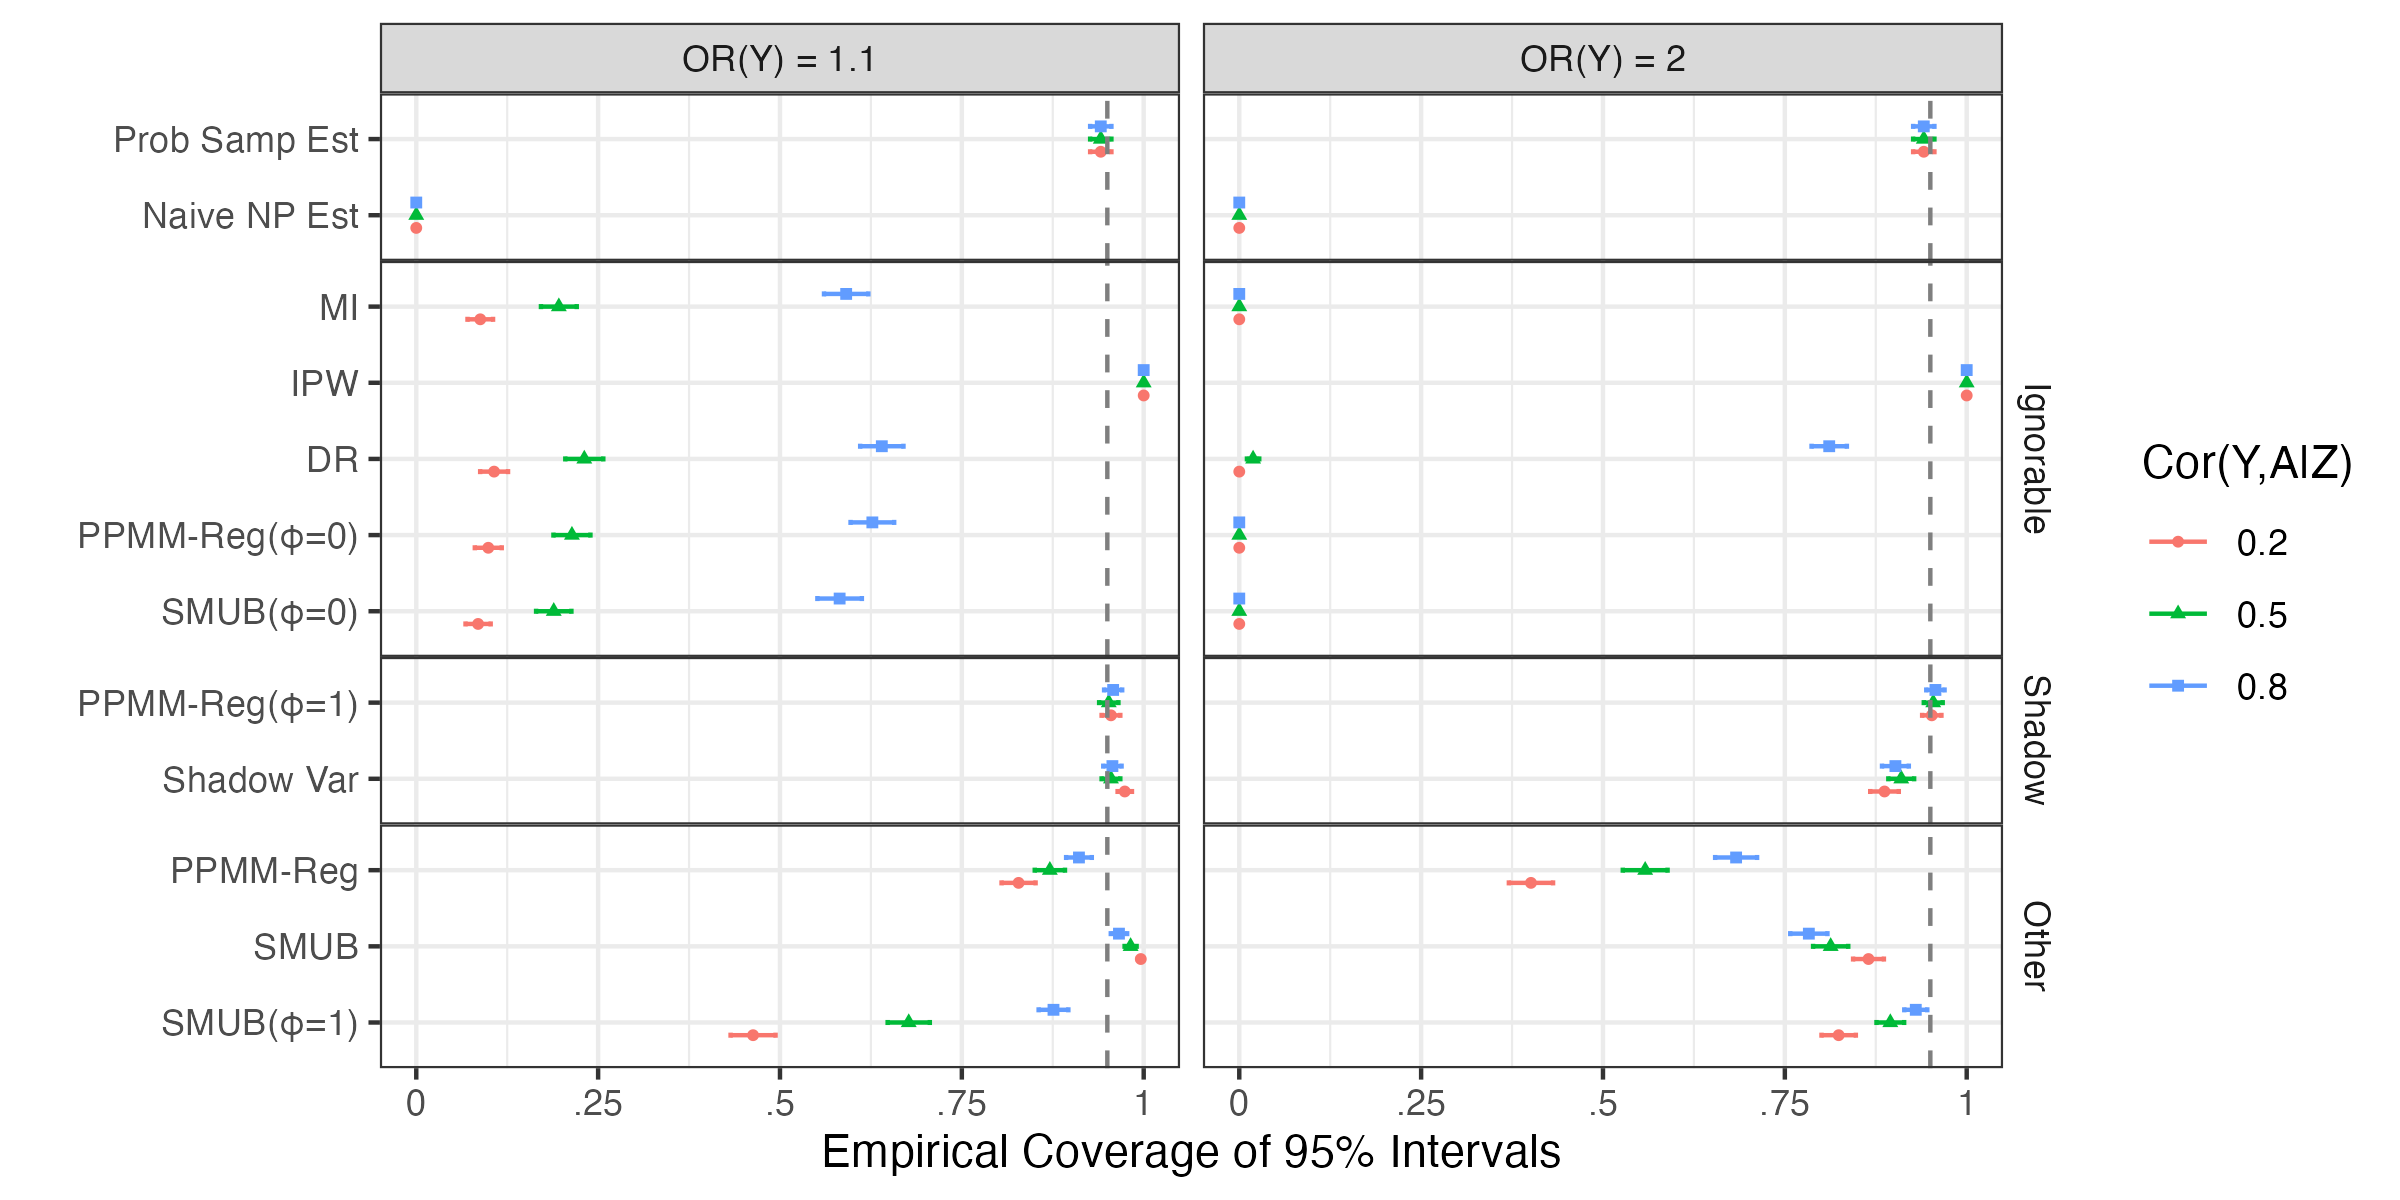 OR(Y) = 1.1
OR(Y) = 2
Prob Samp Est
Naive NP Est
MI
IPW
DR
PPMM-Reg(ϕ=0)
SMUB(ϕ=0)
Ignorable
PPMM-Reg(ϕ=1)
Shadow Var
Shadow
PPMM-Reg
SMUB
SMUB(ϕ=1)
Other
0 .25 .5 .75 1
0 .25 .5 .75 1
Empirical Coverage of 95% Intervals
Cor(Y,A|Z)
0.2
0.5
0.8